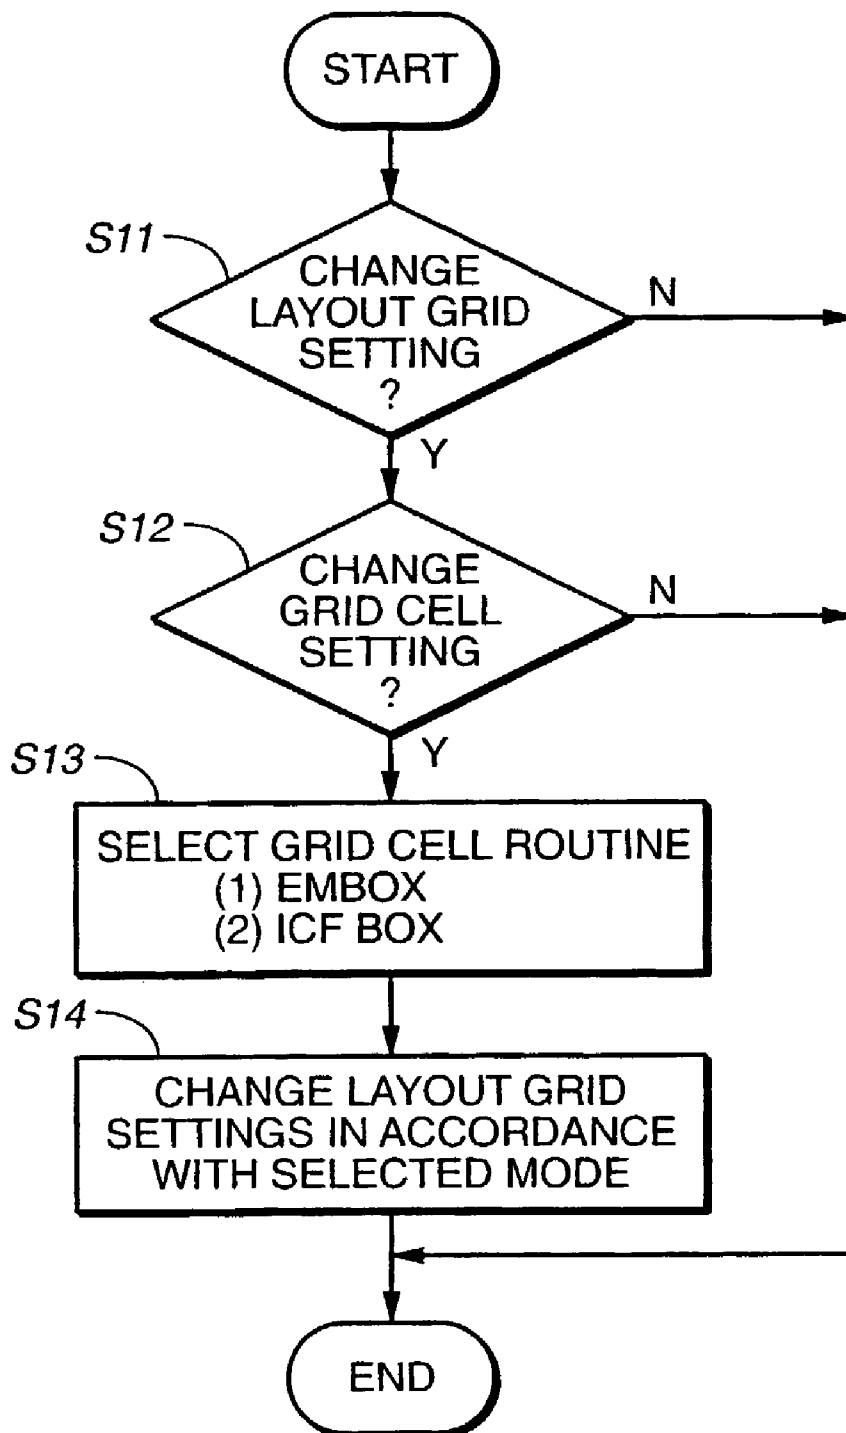 START
S11
CHANGE
LAYOUT GRID
SETTING
?
N
Y
S12
CHANGE
GRID CELL
SETTING
?
N
Y
S13
SELECT GRID CELL ROUTINE
(1) EMBOX
(2) ICF BOX
S14
CHANGE LAYOUT GRID
SETTINGS IN ACCORDANCE
WITH SELECTED MODE
END